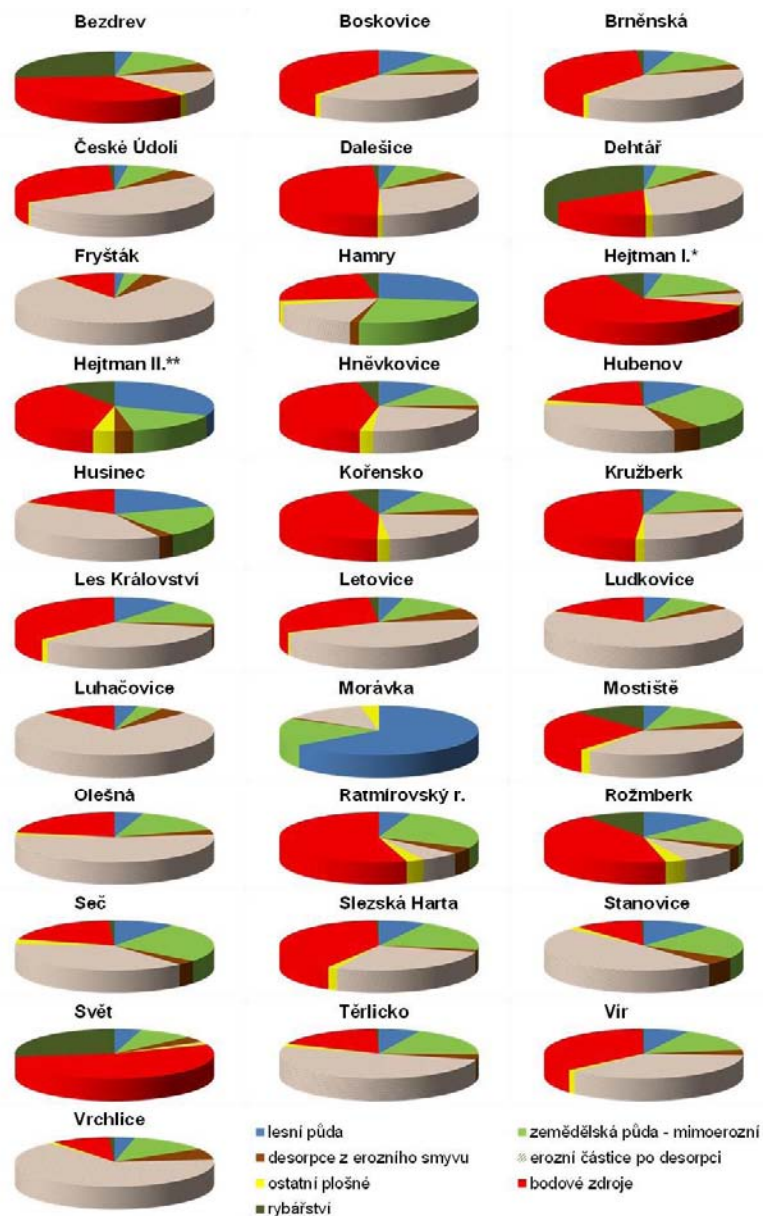 Bezdrev Boskovice Brněnská
České Údolí Dalešice Dehtář
Fryšták Hamry Hejtman I.*
Hejtman II.** Hněvkovice Hubenov
Husinec Kořensko Kružberk
Les Království Letovice Ludkovice
Luhačovice Morávka Mostiště
Olešná Ratmírovský r. Rožmberk
Seč Slezská Harta Stanovice
Svět Těrlicko Vír
Vrchlice
lesní půda zemědělská půda - mimoerozní
desorpce z erozního smyvu erozní částice po desorpci
ostatní plošné bodové zdroje
rybářství